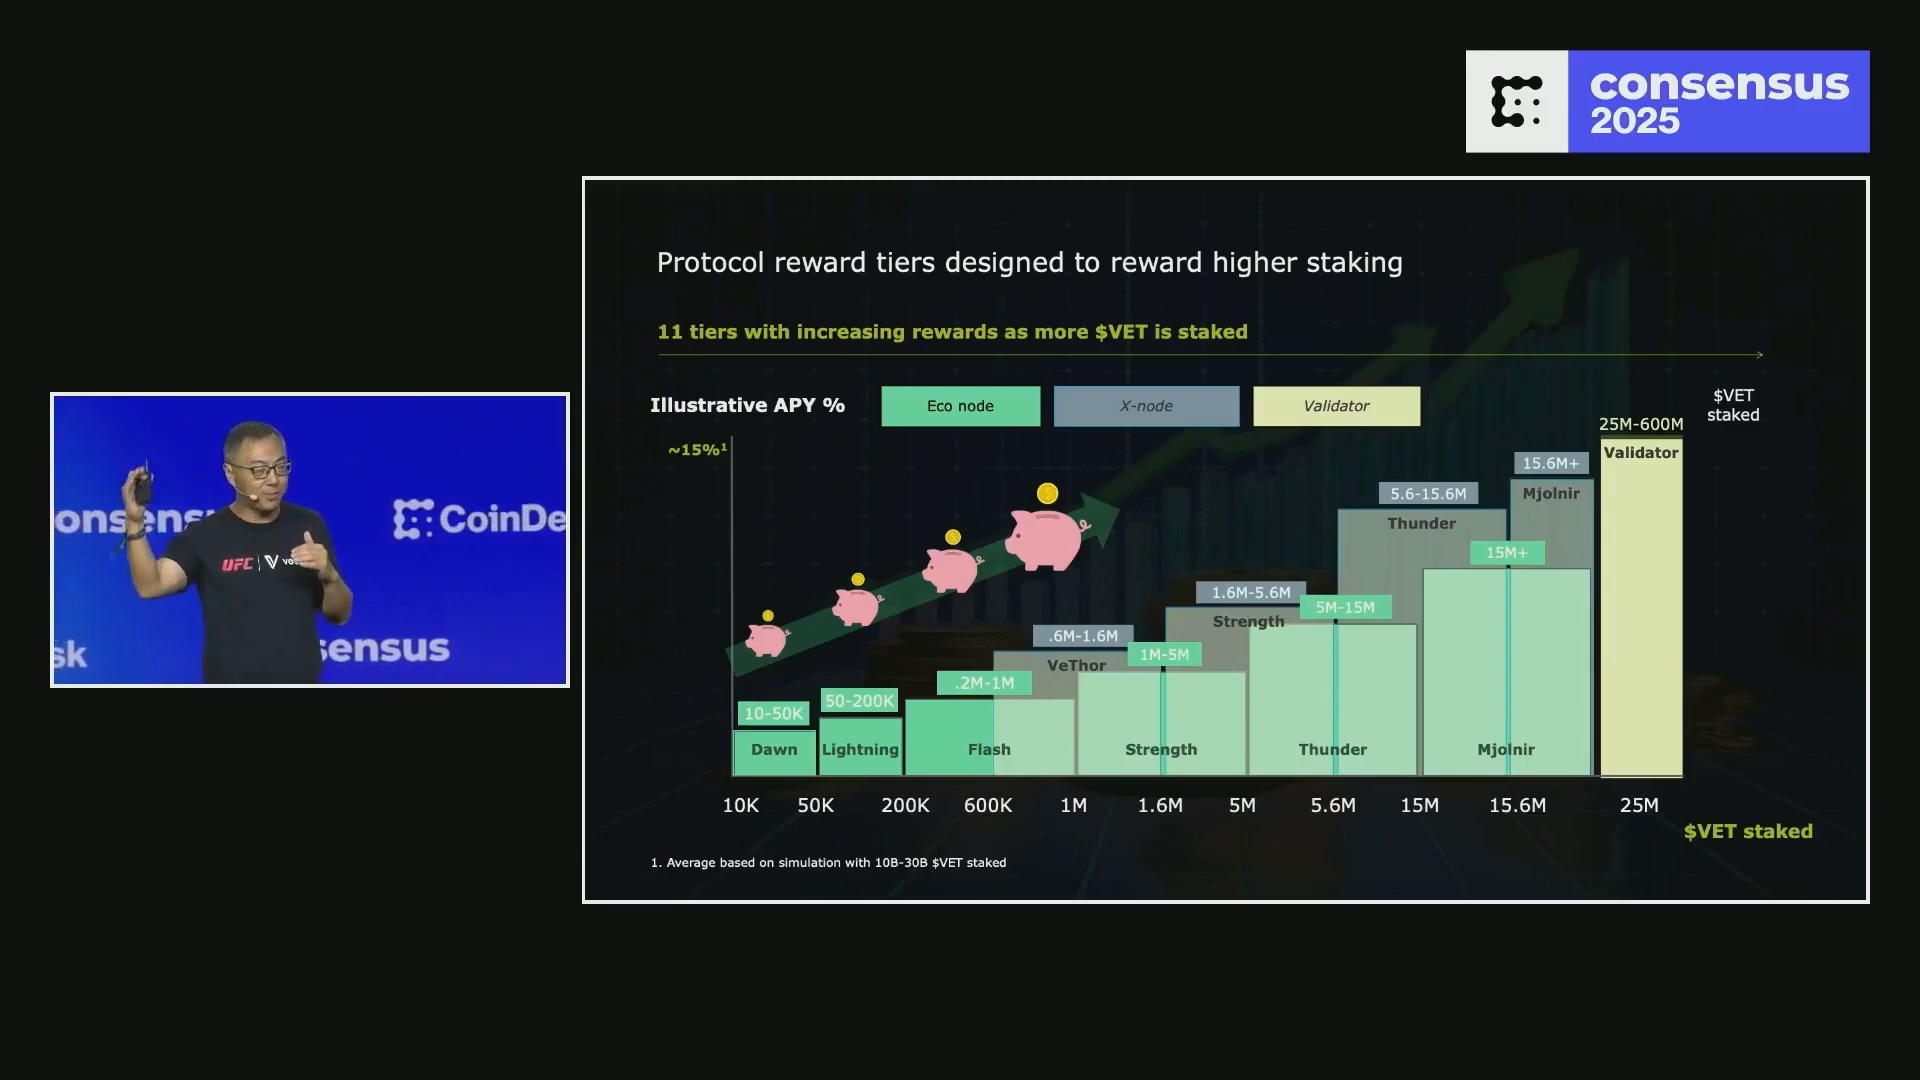 consensus
2025
Protocol reward tiers designed to reward higher staking
11 tiers with increasing rewards as more $VET is staked
Illustrative APY %
Eco node
X-node
Validator
$VET
staked
~15%¹
25M-600M
Validator
15.6M+
Mjolnir
5.6-15.6M
Thunder
15M+
1.6M-5.6M
Strength
5M-15M
.6M-1.6M
VeThor
1M-5M
.2M-1M
50-200K
10-50K
Dawn
Lightning
Flash
Strength
Thunder
Mjolnir
10K 50K 200K 600K 1M 1.6M 5M 5.6M 15M 15.6M 25M
$VET staked
1. Average based on simulation with 10B-30B $VET staked
onsens
CoinDe
UFC
sk
sensus